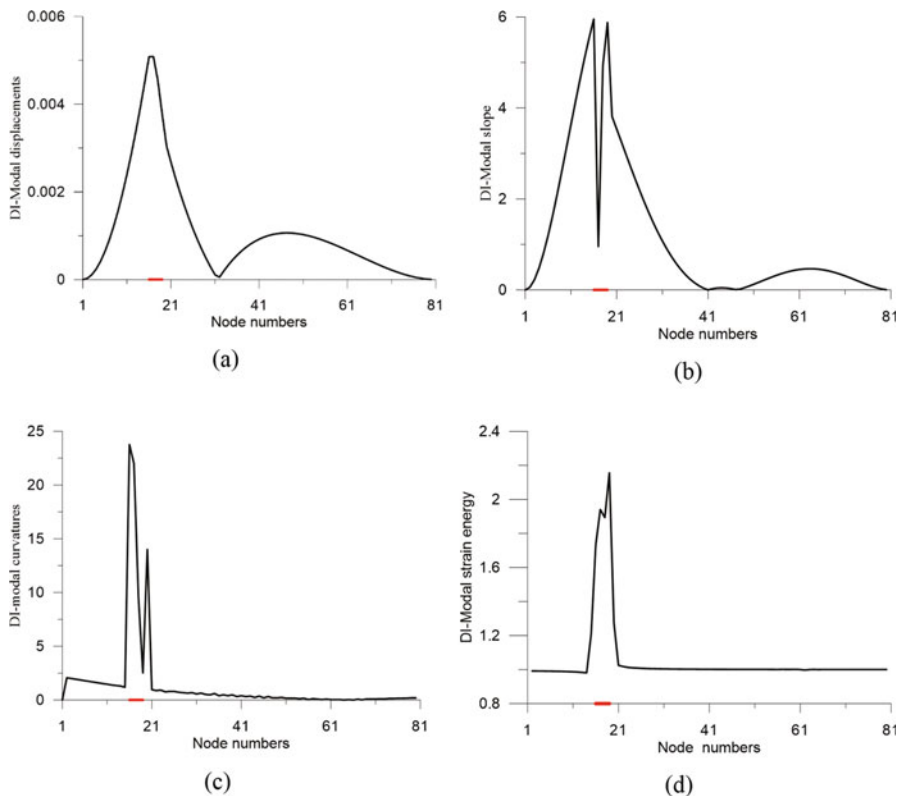 0.006
0.004
0.002
0
DI-Modal displacements
1 21 41 61 81
Node numbers
(a)
6
4
2
0
DI-Modal slope
1 21 41 61 81
Node numbers
(b)
25
20
15
10
5
0
DI-modal curvatures
1 21 41 61 81
Node numbers
(c)
2.4
2
1.6
1.2
0.8
DI-Modal strain energy
1 21 41 61 81
Node numbers
(d)